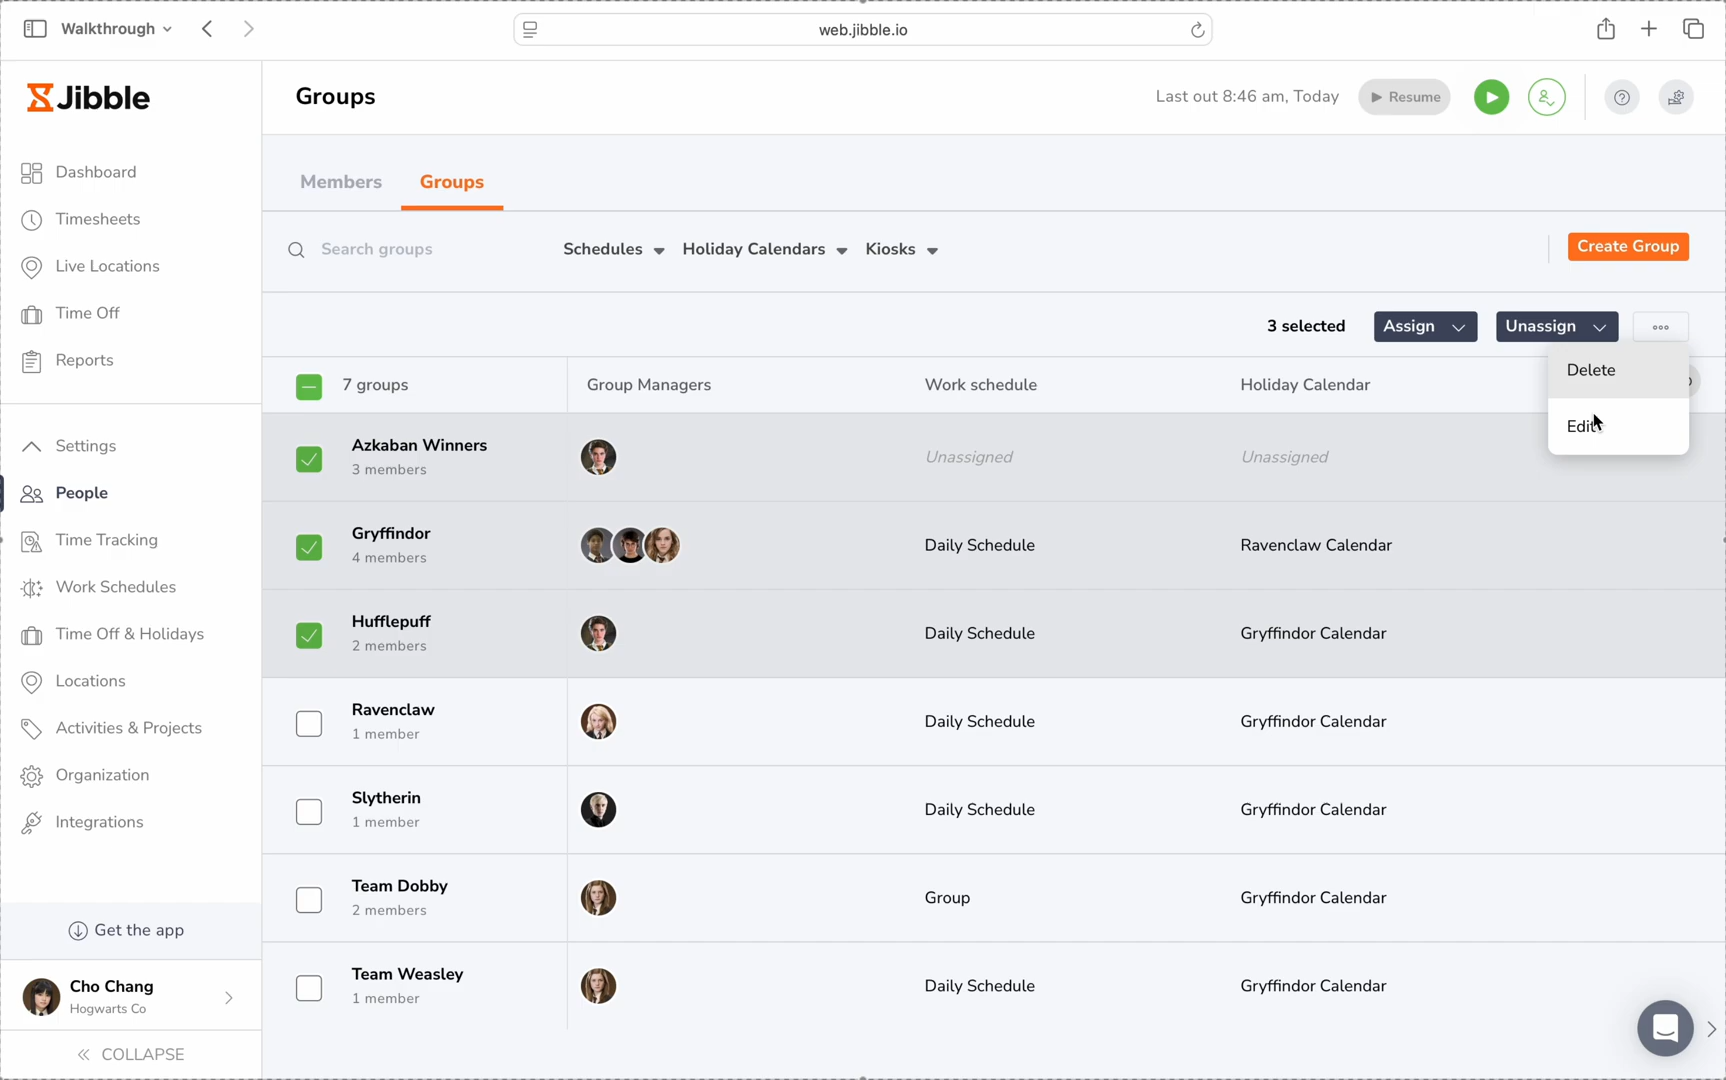 Walkthrough
web.jibble.io
Jibble
Groups
Last out 8:46 am, Today
Resume
Dashboard
Timesheets
Live Locations
Time Off
Reports
Settings
People
Time Tracking
Work Schedules
Time Off & Holidays
Locations
Activities & Projects
Organization
Integrations
Get the app
Cho Chang
Hogwarts Co
COLLAPSE
Members
Groups
Search groups
Schedules
Holiday Calendars
Kiosks
Create Group
3 selected
Assign
Unassign
Delete
Edit
7 groups
Group Managers
Work schedule
Holiday Calendar
Azkaban Winners
3 members
Unassigned
Unassigned
Gryffindor
4 members
Daily Schedule
Ravenclaw Calendar
Hufflepuff
2 members
Daily Schedule
Gryffindor Calendar
Ravenclaw
1 member
Daily Schedule
Gryffindor Calendar
Slytherin
1 member
Daily Schedule
Gryffindor Calendar
Team Dobby
2 members
Group
Gryffindor Calendar
Team Weasley
1 member
Daily Schedule
Gryffindor Calendar